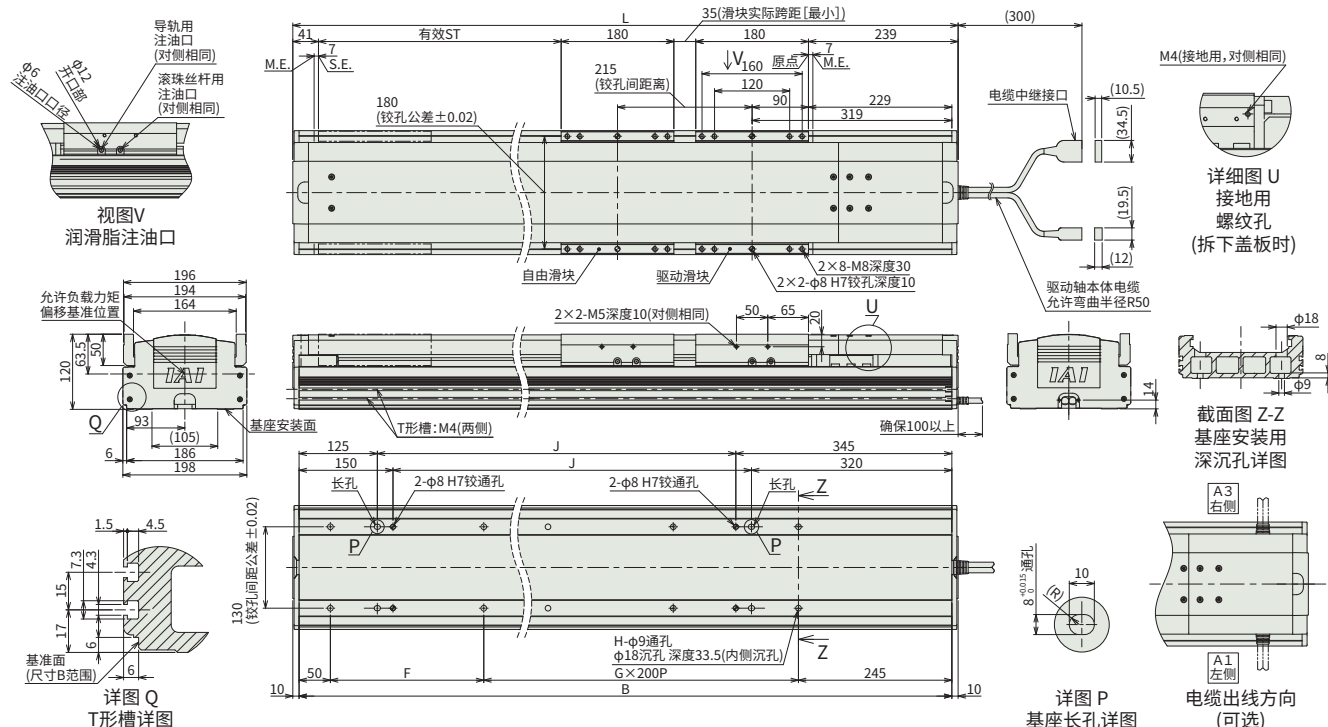 L
35(滑块实际跨距[最小])
(300)
41
有效ST
180
180
239
7
7
M.E.
S.E.
V
原点
M.E.
160
215
(铰孔间距离)
120
180
(铰孔公差±0.02)
90
229
319
电缆中继接口
(10.5)
(34.5)
(19.5)
(12)
自由滑块
驱动滑块
2×8-M8深度30
2×2-φ8 H7铰孔深度10
驱动轴本体电缆
允许弯曲半径R50
导轨用
注油口
(对侧相同)
φ12
开口部
φ6
注油口口径
滚珠丝杆用
注油口
(对侧相同)
视图V
润滑脂注油口
M4(接地用,对侧相同)
详细图 U
接地用
螺纹孔
(拆下盖板时)
196
194
164
允许负载力矩
偏移基准位置
120
63.5
50
IAI
Q
93
(105)
基座安装面
6
186
198
2×2-M5深度10(对侧相同)
50
65
20
U
T形槽:M4(两侧)
确保100以上
IAI
14
φ18
8
φ9
截面图 Z-Z
基座安装用
深沉孔详图
125
J
345
150
J
320
长孔
2-φ8 H7铰通孔
2-φ8 H7铰通孔
长孔
Z
P
P
130
(铰孔间距公差±0.02)
H-φ9通孔
φ18沉孔 深度33.5(内侧沉孔)
Z
50
F
G×200P
245
10
B
10
1.5
4.5
7.3
4.3
15
17
6
6
基准面
(尺寸B范围)
详图 Q
T形槽详图
10
8 +0.015 0 通孔
(R)
详图 P
基座长孔详图
A3
右侧
A1
左侧
电缆出线方向
(可选)